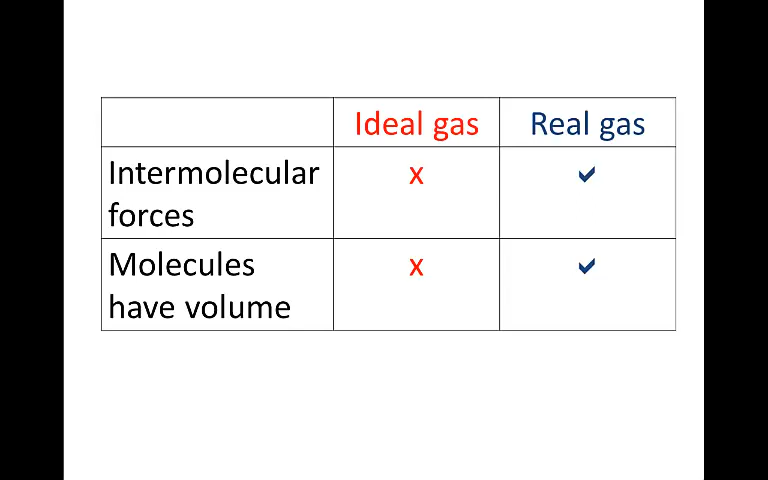 Ideal gas Real gas
Intermolecular x ✓
forces
Molecules x ✓
have volume